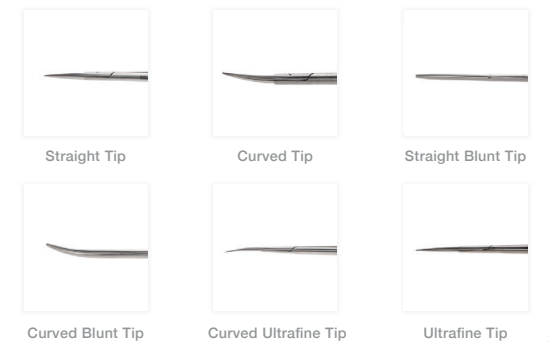 Straight Tip
Curved Tip
Straight Blunt Tip
Curved Blunt Tip
Curved Ultrafine Tip
Ultrafine Tip